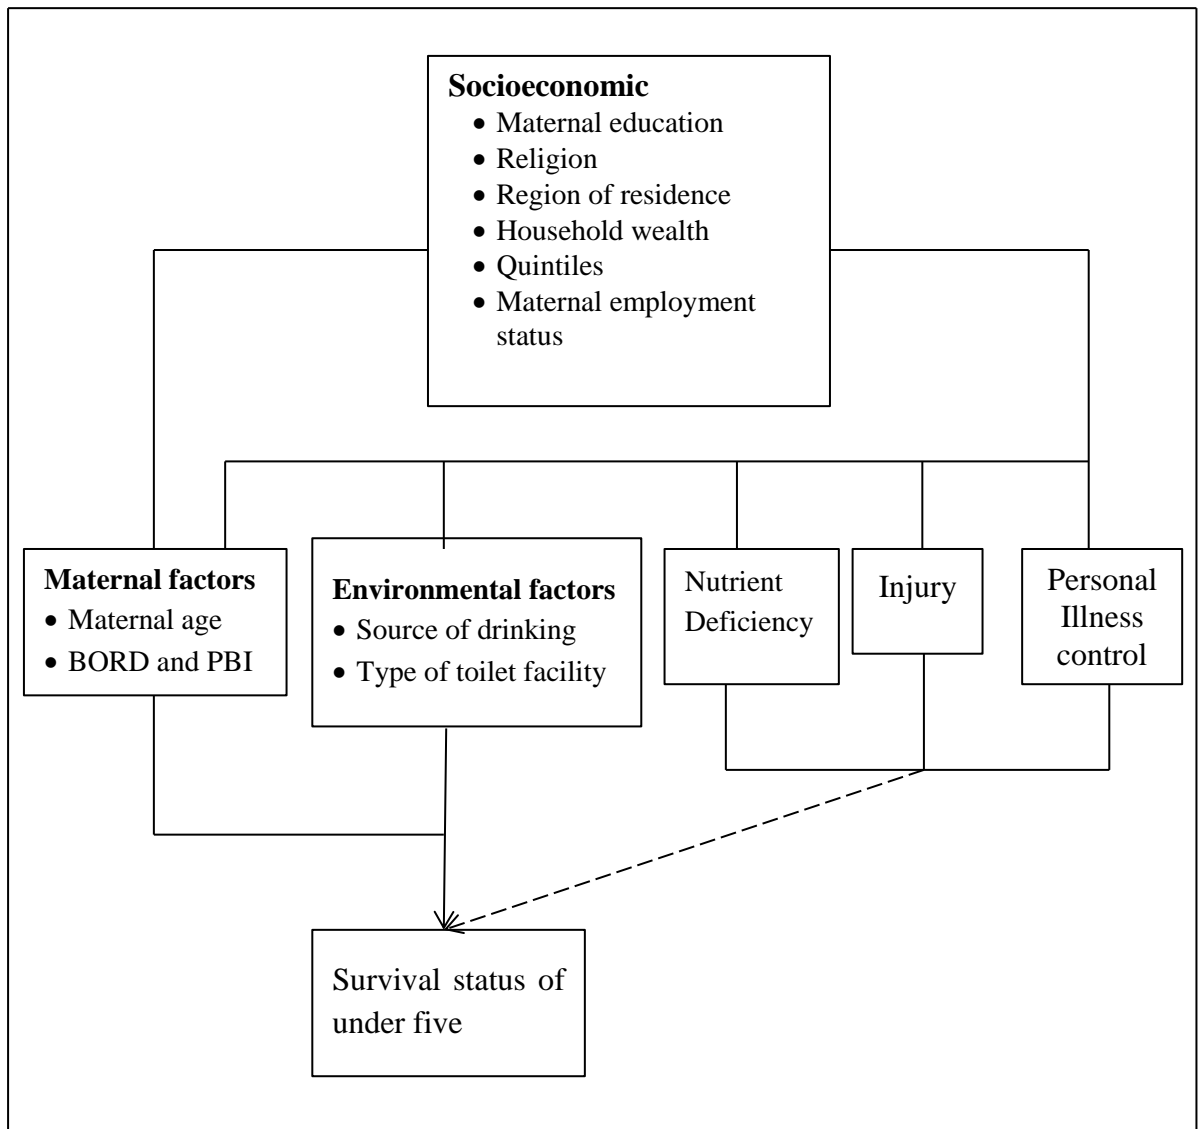 Socioeconomic
• Maternal education
• Religion
• Region of residence
• Household wealth
• Quintiles
• Maternal employment
status
Maternal factors
• Maternal age
• BORD and PBI
Environmental factors
• Source of drinking
• Type of toilet facility
Nutrient
Deficiency
Injury
Personal
Illness
control
Survival status of
under five